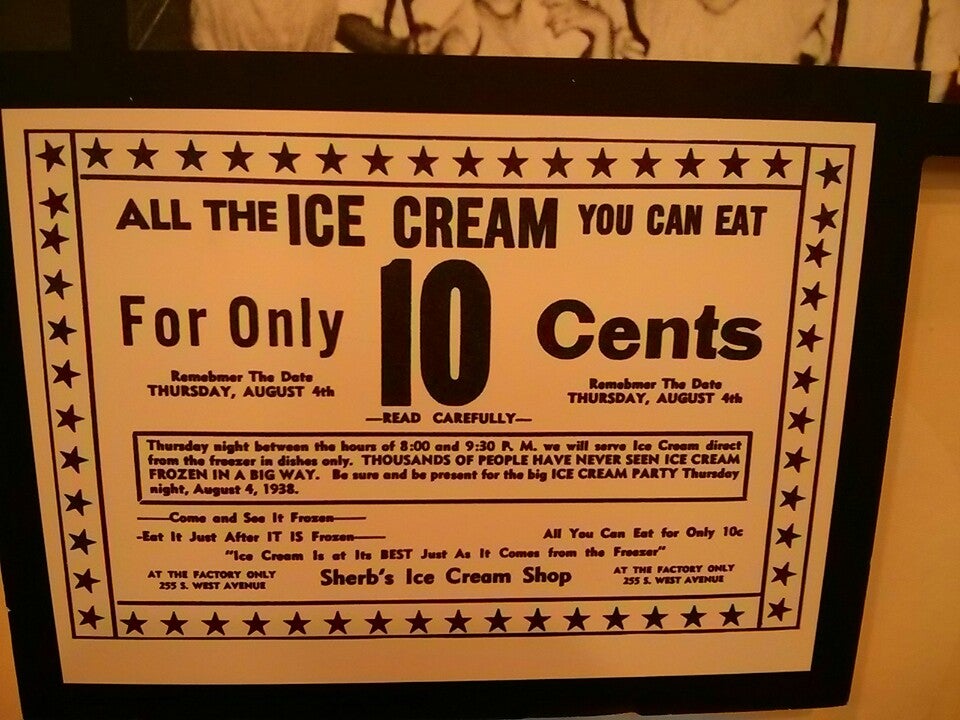 ALL THE ICE CREAM YOU CAN EAT
For Only 10 Cents
Remebmer The Date
THURSDAY, AUGUST 4th
Remebmer The Date
THURSDAY, AUGUST 4th
—READ CAREFULLY—
Thursday night between the hours of 8:00 and 9:30 P. M. we will serve Ice Cream direct
from the freezer in dishes only. THOUSANDS OF PEOPLE HAVE NEVER SEEN ICE CREAM
FROZEN IN A BIG WAY. Be sure and be present for the big ICE CREAM PARTY Thursday
night, August 4, 1938.
——Come and See It Frozen——
-Eat It Just After IT IS Frozen——
All You Can Eat for Only 10c
"Ice Cream Is at Its BEST Just As It Comes from the Freezer"
AT THE FACTORY ONLY
255 S. WEST AVENUE
Sherb's Ice Cream Shop
AT THE FACTORY ONLY
255 S. WEST AVENUE